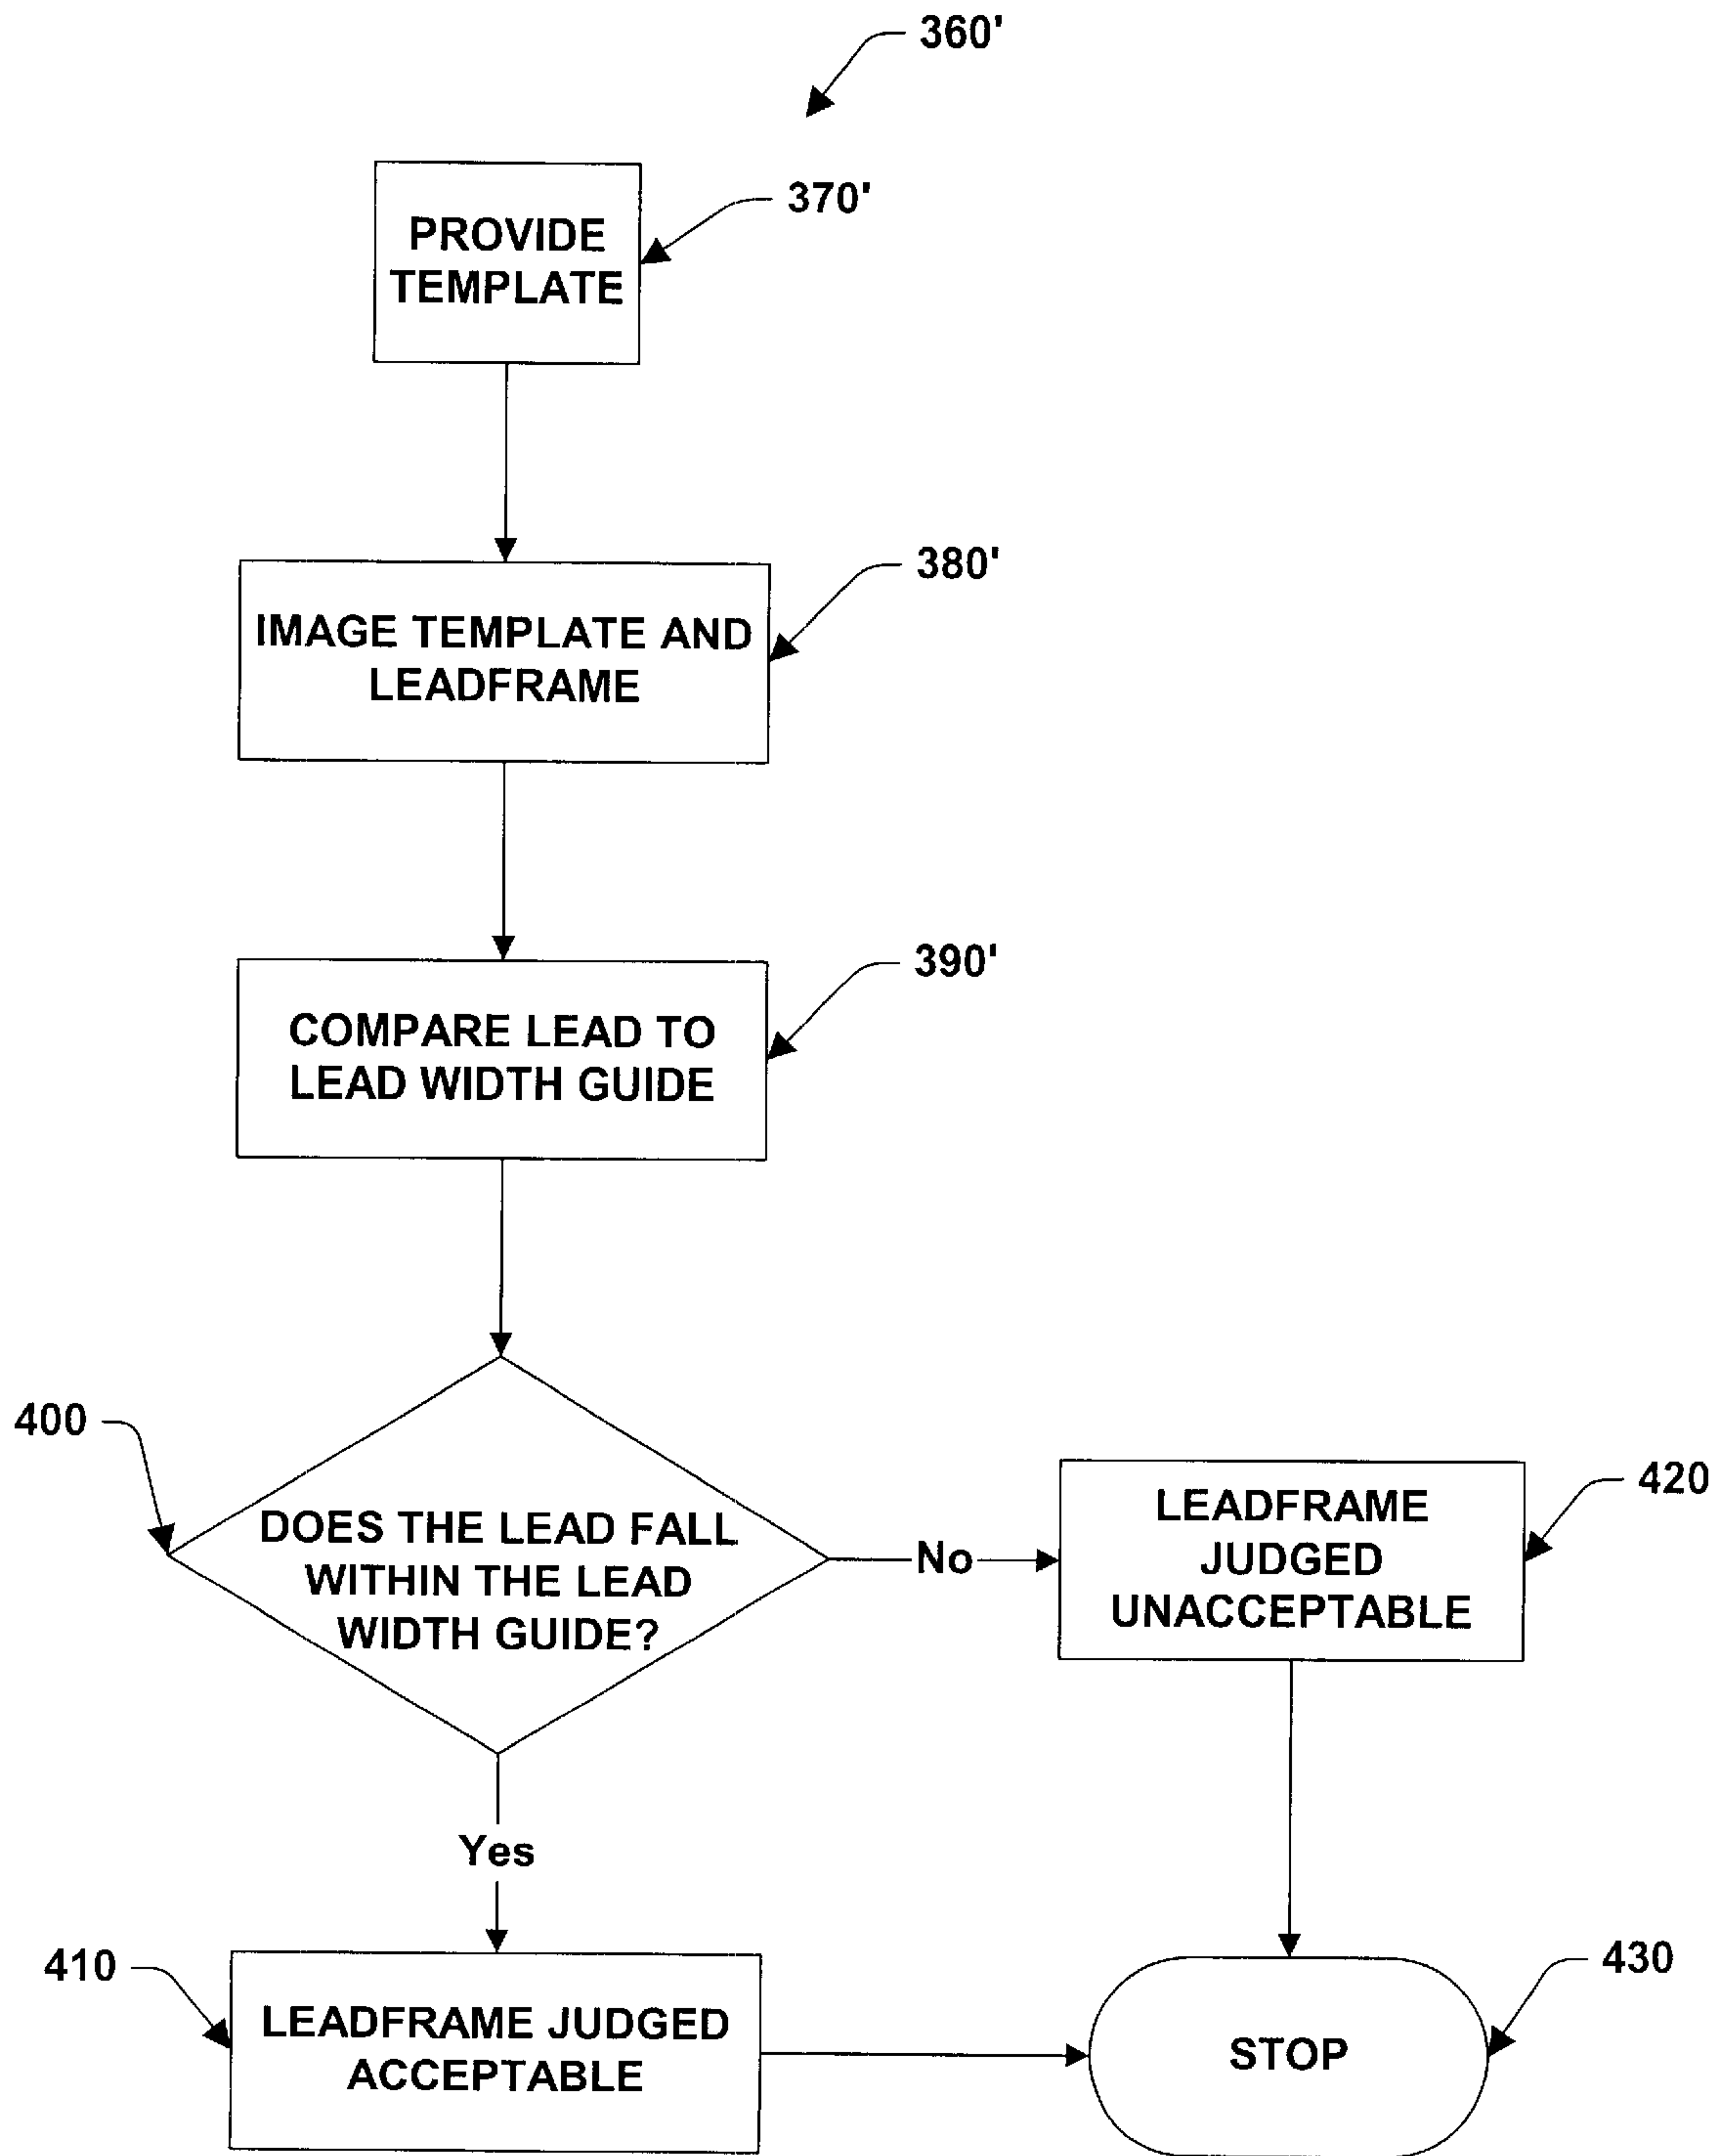 360'
370'
PROVIDE
TEMPLATE
380'
IMAGE TEMPLATE AND
LEADFRAME
390'
COMPARE LEAD TO
LEAD WIDTH GUIDE
400
DOES THE LEAD FALL
WITHIN THE LEAD
WIDTH GUIDE?
No
420
LEADFRAME
JUDGED
UNACCEPTABLE
Yes
410
LEADFRAME JUDGED
ACCEPTABLE
430
STOP